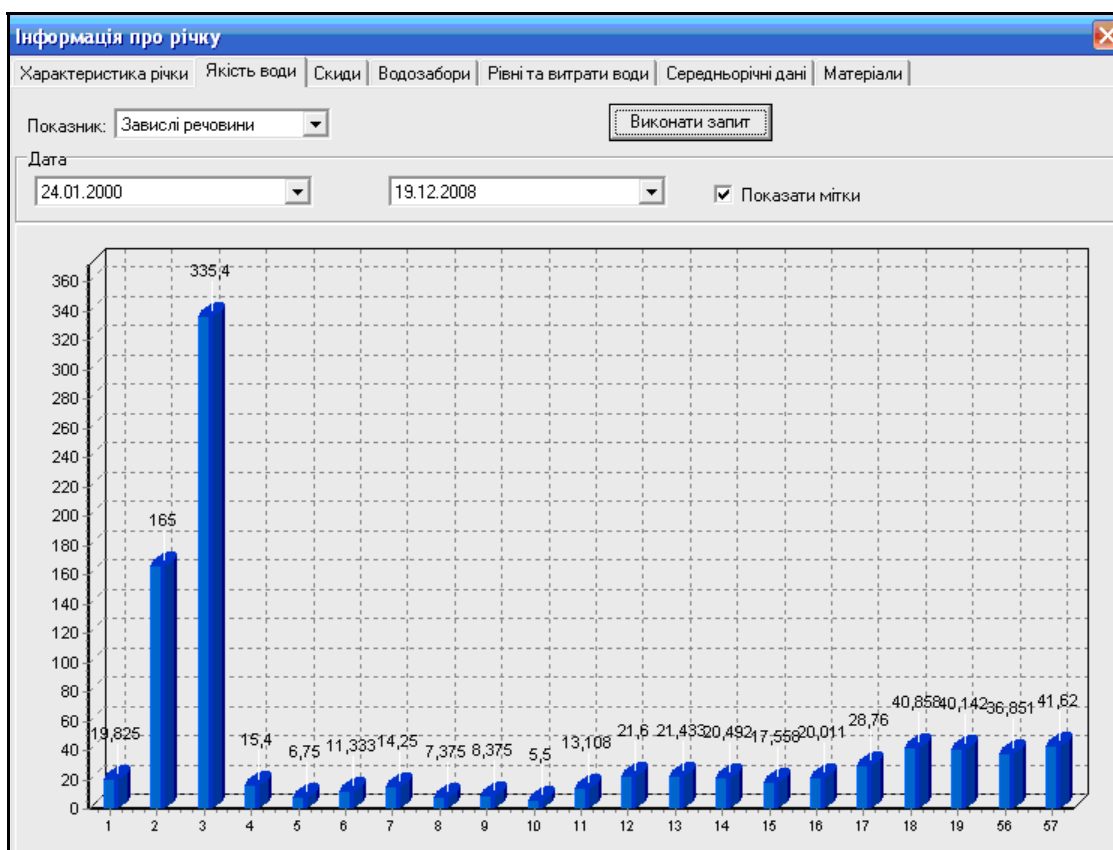 Інформація про річку
Характеристика річки Якість води Скиди Водозабори Рівні та витрати води Середньорічні дані Матеріали
Показник: Завислі речовини Виконати запит
Дата
24.01.2000 19.12.2008 Показати мітки
360
340
320
300
280
260
240
220
200
180
160
140
120
100
80
60
40
20
0
19,825 165 335,4 15,4 6,75 11,333 14,25 7,375 8,375 5,5 13,108 21,6 21,433 20,492 17,558 20,011 28,76 40,858 40,142 36,851 41,62
1 2 3 4 5 6 7 8 9 10 11 12 13 14 15 16 17 18 19 56 57